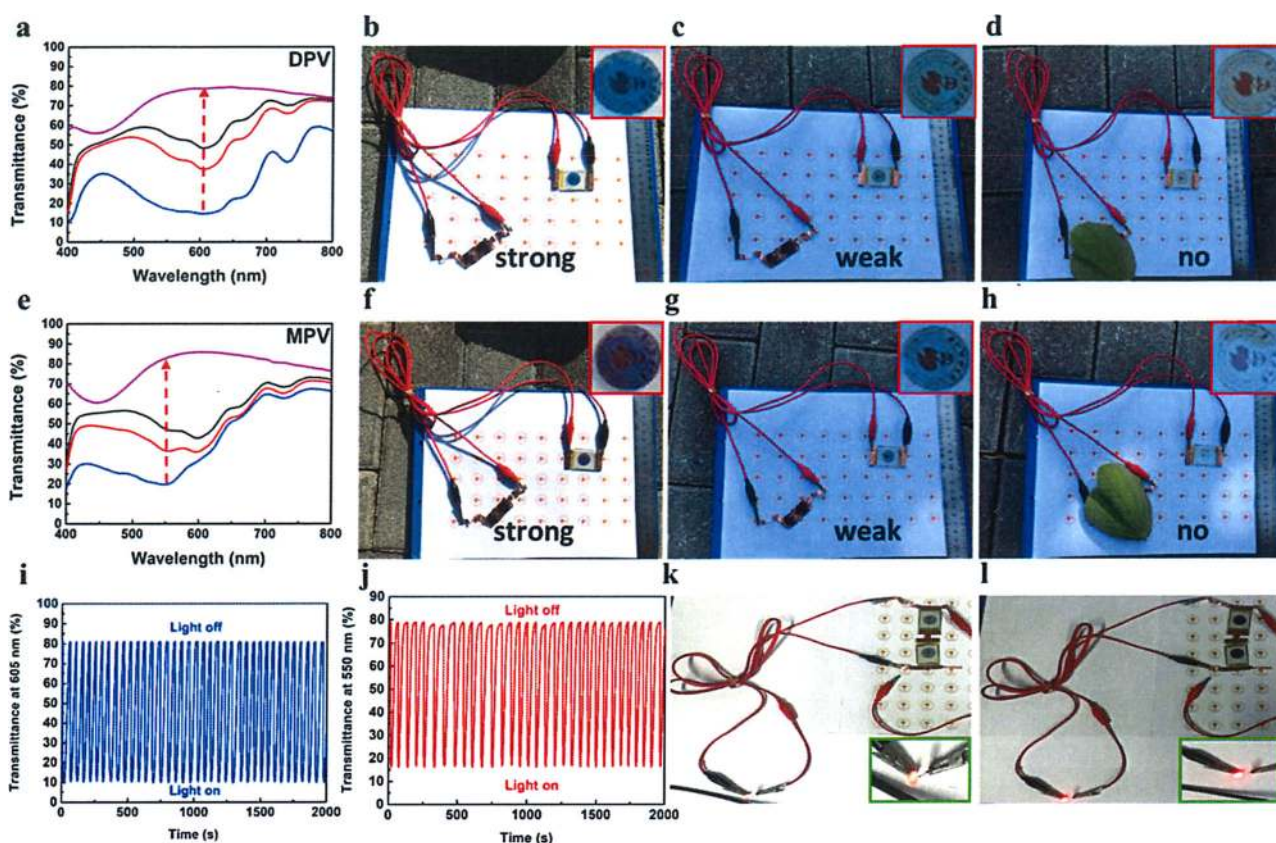 a
DPV
Transmittance (%)
100
90
80
70
60
50
40
30
20
10
0
400
500
600
700
800
Wavelength (nm)
b
strong
c
weak
d
no
e
MPV
Transmittance (%)
100
90
80
70
60
50
40
30
20
10
0
400
500
600
700
800
Wavelength (nm)
f
strong
g
weak
h
no
i
Transmittance at 605 nm (%)
100
90
80
70
60
50
40
30
20
10
0
Light off
Light on
0
500
1000
1500
2000
Time (s)
j
Transmittance at 550 nm (%)
90
80
70
60
50
40
30
20
10
0
Light off
Light on
0
500
1000
1500
2000
Time (s)
k
l